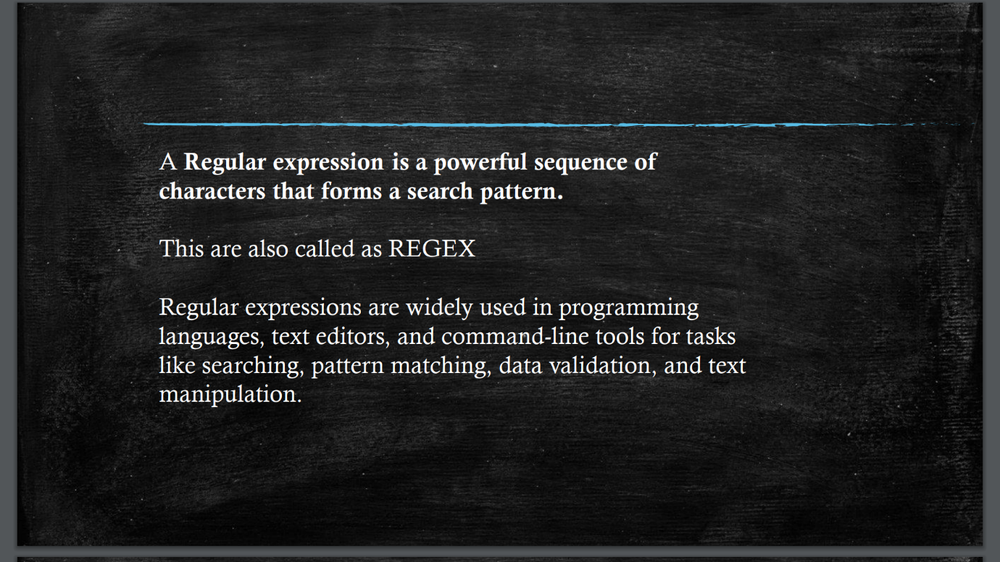 A Regular expression is a powerful sequence of
characters that forms a search pattern.
This are also called as REGEX
Regular expressions are widely used in programming
languages, text editors, and command-line tools for tasks
like searching, pattern matching, data validation, and text
manipulation.